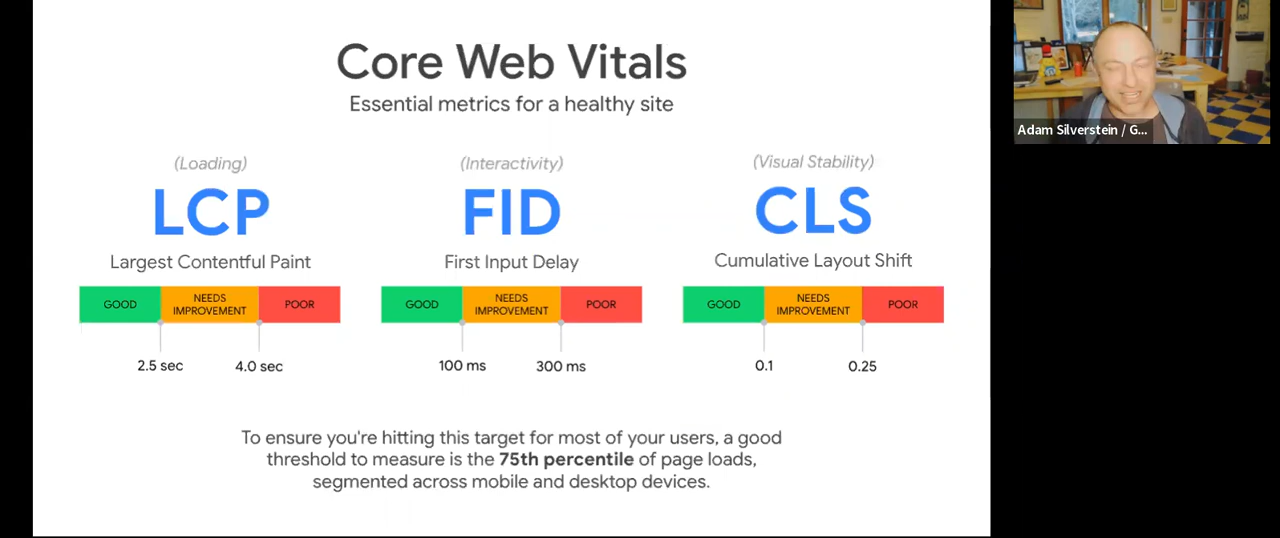 Core Web Vitals
Essential metrics for a healthy site
(Loading)
LCP
Largest Contentful Paint
GOOD
NEEDS
IMPROVEMENT
POOR
2.5 sec
4.0 sec
(Interactivity)
FID
First Input Delay
GOOD
NEEDS
IMPROVEMENT
POOR
100 ms
300 ms
(Visual Stability)
CLS
Cumulative Layout Shift
GOOD
NEEDS
IMPROVEMENT
POOR
0.1
0.25
To ensure you're hitting this target for most of your users, a good
threshold to measure is the 75th percentile of page loads,
segmented across mobile and desktop devices.
Adam Silverstein / G...